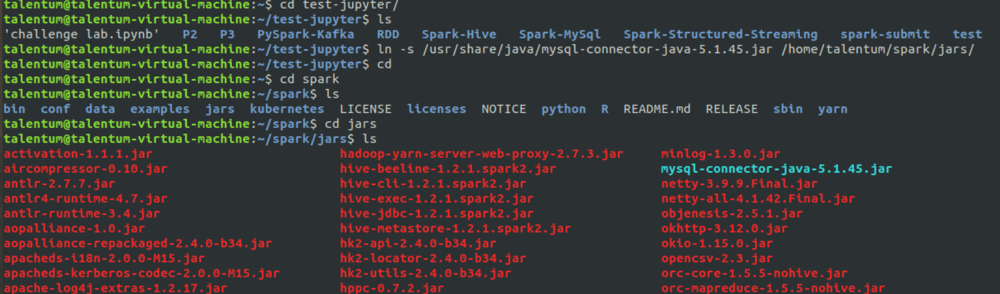 talentum@talentum-virtual-machine:~$ cd test-jupyter/
talentum@talentum-virtual-machine:~/test-jupyter$ ls
'challenge lab.ipynb'   P2   P3   PySpark-Kafka   RDD   Spark-Hive   Spark-MySql   Spark-Structured-Streaming   spark-submit   test
talentum@talentum-virtual-machine:~/test-jupyter$ ln -s /usr/share/java/mysql-connector-java-5.1.45.jar /home/talentum/spark/jars/
talentum@talentum-virtual-machine:~/test-jupyter$ cd
talentum@talentum-virtual-machine:~$ cd spark
talentum@talentum-virtual-machine:~/spark$ ls
bin  conf  data  examples  jars  kubernetes  LICENSE  licenses  NOTICE  python  R  README.md  RELEASE  sbin  yarn
talentum@talentum-virtual-machine:~/spark$ cd jars
talentum@talentum-virtual-machine:~/spark/jars$ ls
activation-1.1.1.jar   hadoop-yarn-server-web-proxy-2.7.3.jar   minlog-1.3.0.jar
aircompressor-0.10.jar   hive-beeline-1.2.1.spark2.jar   mysql-connector-java-5.1.45.jar
antlr-2.7.7.jar   hive-cli-1.2.1.spark2.jar   netty-3.9.9.Final.jar
antlr4-runtime-4.7.jar   hive-exec-1.2.1.spark2.jar   netty-all-4.1.42.Final.jar
antlr-runtime-3.4.jar   hive-jdbc-1.2.1.spark2.jar   objenesis-2.5.1.jar
aopalliance-1.0.jar   hive-metastore-1.2.1.spark2.jar   okhttp-3.12.0.jar
aopalliance-repackaged-2.4.0-b34.jar   hk2-api-2.4.0-b34.jar   okio-1.15.0.jar
apacheds-i18n-2.0.0-M15.jar   hk2-locator-2.4.0-b34.jar   opencsv-2.3.jar
apacheds-kerberos-codec-2.0.0-M15.jar   hk2-utils-2.4.0-b34.jar   orc-core-1.5.5-nohive.jar
apache-log4j-extras-1.2.17.jar   hppc-0.7.2.jar   orc-mapreduce-1.5.5-nohive.jar